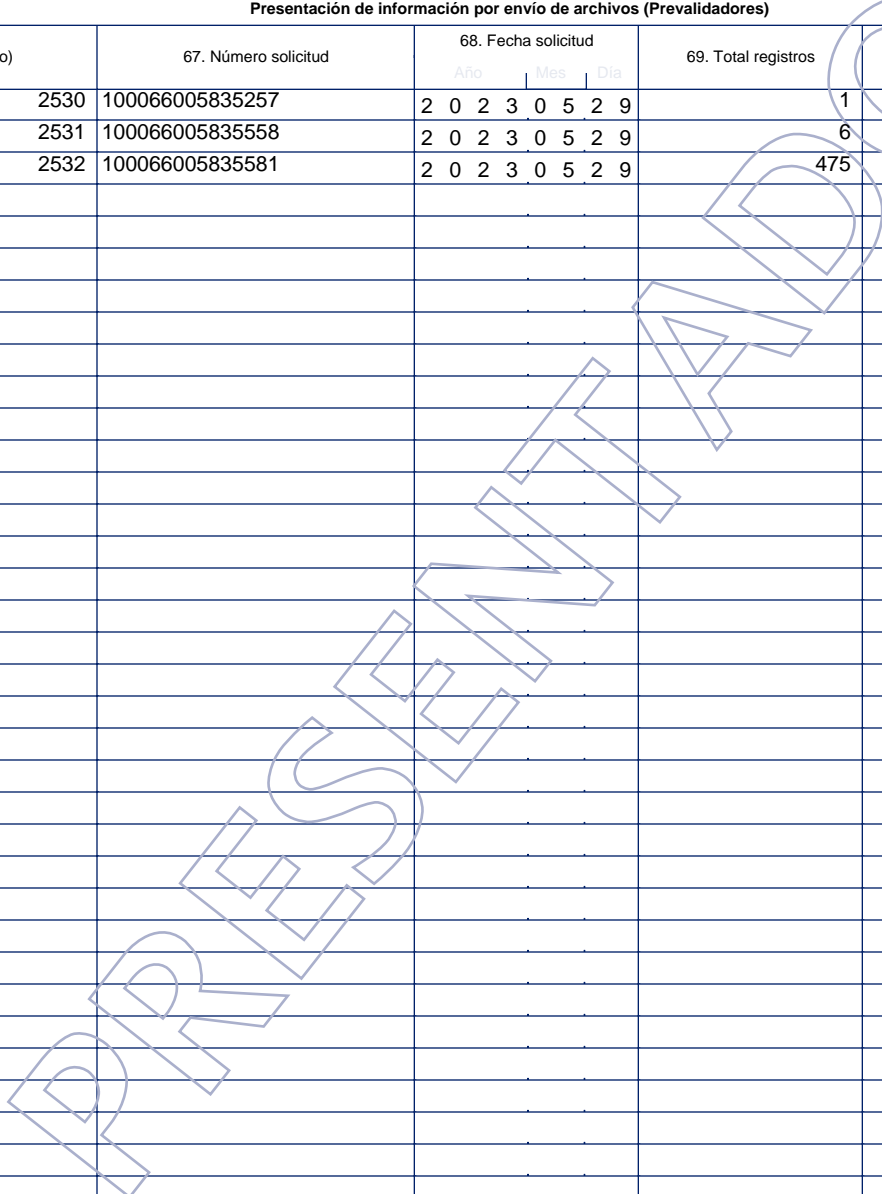 Presentación de información por envío de archivos (Prevalidadores)
o) 67. Número solicitud 68. Fecha solicitud 69. Total registros
Año Mes Día
2530 100066005835257 2 0 2 3 0 5 2 9 1
2531 100066005835558 2 0 2 3 0 5 2 9 6
2532 100066005835581 2 0 2 3 0 5 2 9 475
PRESENTADO